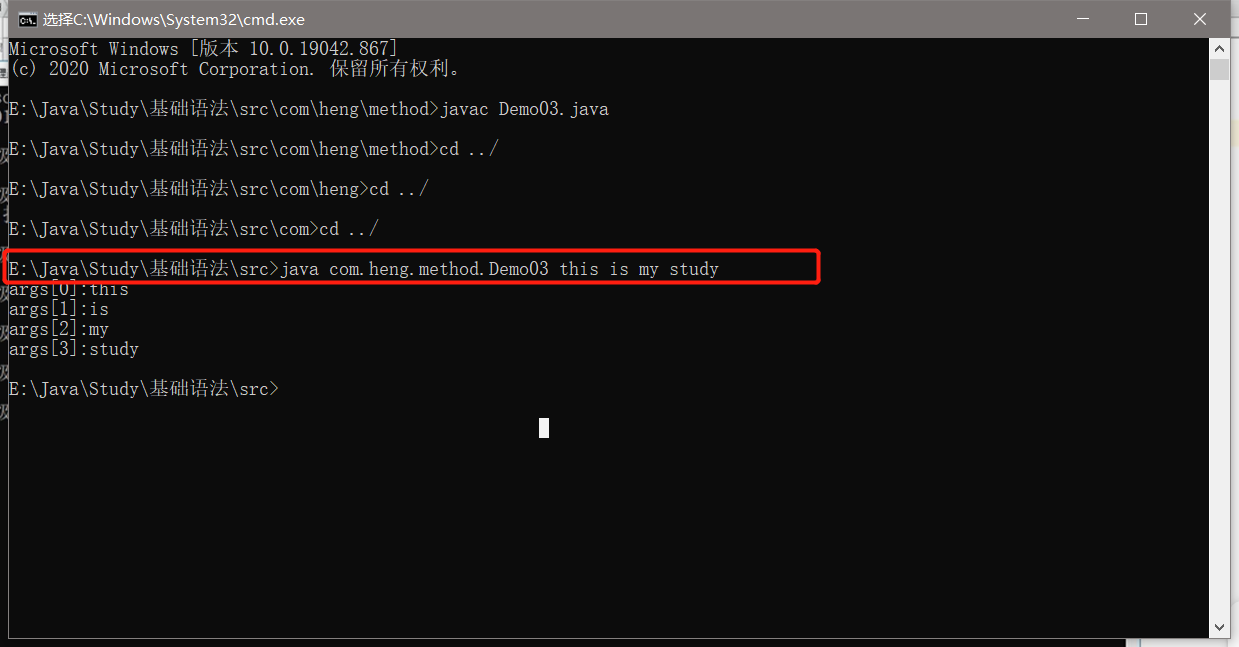 选择C:\Windows\System32\cmd.exe
Microsoft Windows [版本 10.0.19042.867]
(c) 2020 Microsoft Corporation. 保留所有权利。
E:\Java\Study\基础语法\src\com\heng\method>javac Demo03.java
E:\Java\Study\基础语法\src\com\heng\method>cd ../
E:\Java\Study\基础语法\src\com\heng>cd ../
E:\Java\Study\基础语法\src\com>cd ../
E:\Java\Study\基础语法\src>java com.heng.method.Demo03 this is my study
args[0]:this
args[1]:is
args[2]:my
args[3]:study
E:\Java\Study\基础语法\src>